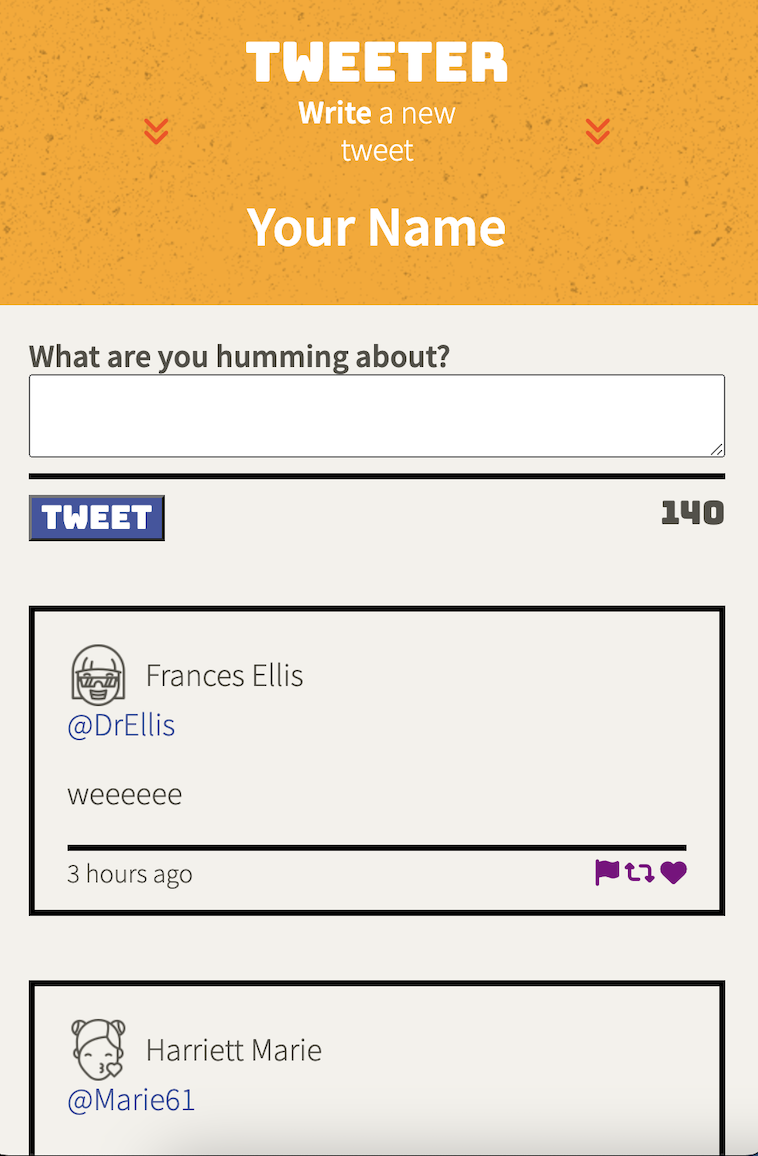 TWEETER
Write a new
tweet
Your Name
What are you humming about?
TWEET
140
Frances Ellis
@DrEllis
weeeeee
3 hours ago
Harriett Marie
@Marie61